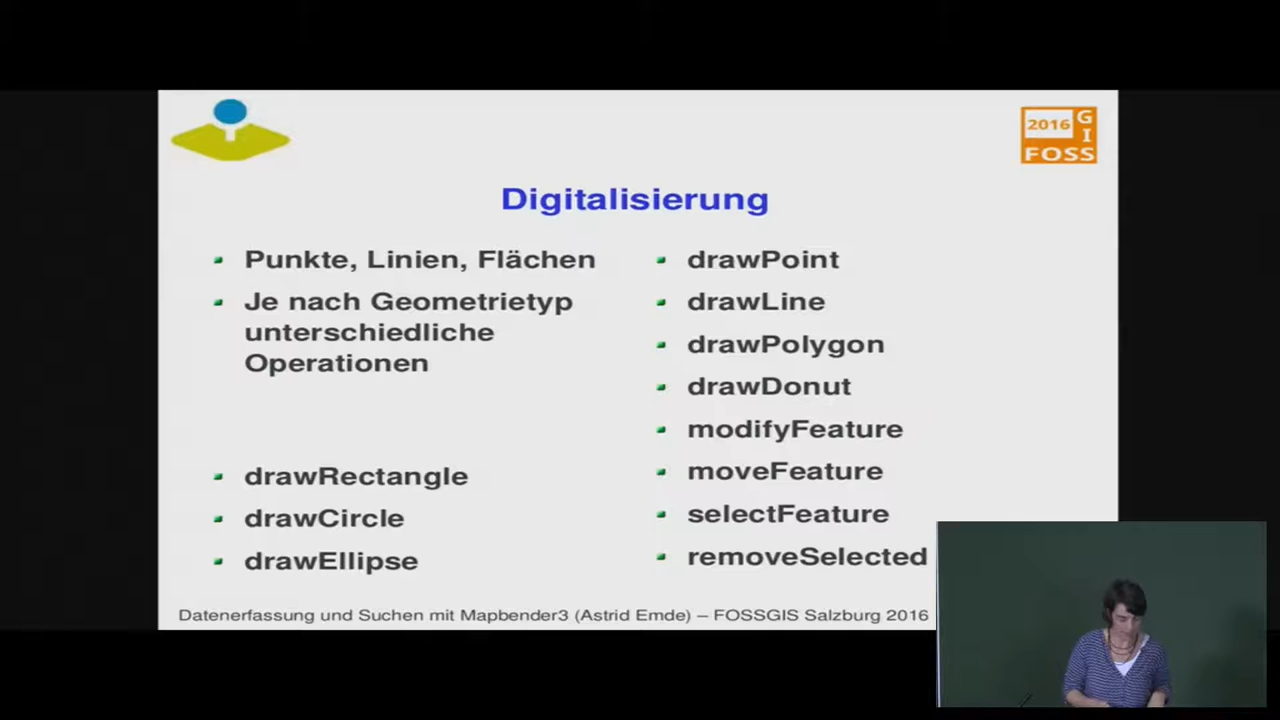 2016
G
I
FOSS
Digitalisierung
Punkte, Linien, Flächen
Je nach Geometrietyp
unterschiedliche
Operationen
drawRectangle
drawCircle
drawEllipse
drawPoint
drawLine
drawPolygon
drawDonut
modifyFeature
moveFeature
selectFeature
removeSelected
Datenerfassung und Suchen mit Mapbender3 (Astrid Emde) – FOSSGIS Salzburg 2016